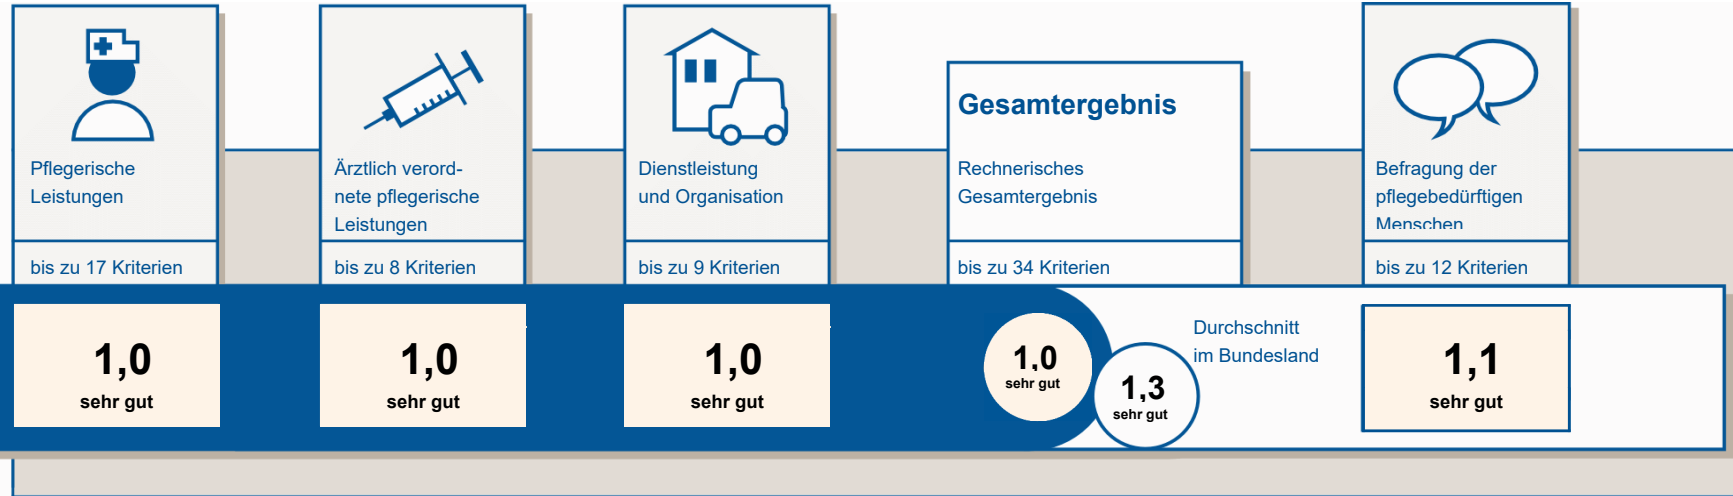 Pflegerische
Leistungen
bis zu 17 Kriterien
1,0
sehr gut
Ärztlich verord-
nete pflegerische
Leistungen
bis zu 8 Kriterien
1,0
sehr gut
Dienstleistung
und Organisation
bis zu 9 Kriterien
1,0
sehr gut
Gesamtergebnis
Rechnerisches
Gesamtergebnis
bis zu 34 Kriterien
1,0
sehr gut
1,3
sehr gut
Durchschnitt
im Bundesland
Befragung der
pflegebedürftigen
Menschen
bis zu 12 Kriterien
1,1
sehr gut